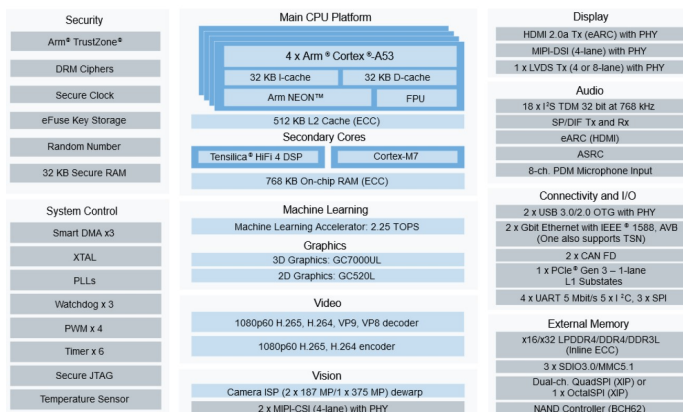 Security
Arm® TrustZone®
DRM Ciphers
Secure Clock
eFuse Key Storage
Random Number
32 KB Secure RAM
System Control
Smart DMA x3
XTAL
PLLs
Watchdog x 3
PWM x 4
Timer x 6
Secure JTAG
Temperature Sensor
Main CPU Platform
4 x Arm ® Cortex ®-A53
32 KB I-cache
32 KB D-cache
Arm NEON™
FPU
512 KB L2 Cache (ECC)
Secondary Cores
Tensilica® HiFi 4 DSP
Cortex-M7
768 KB On-chip RAM (ECC)
Machine Learning
Machine Learning Accelerator: 2.25 TOPS
Graphics
3D Graphics: GC7000UL
2D Graphics: GC520L
Video
1080p60 H.265, H.264, VP9, VP8 decoder
1080p60 H.265, H.264 encoder
Vision
Camera ISP (2 x 187 MP/1 x 375 MP) dewarp
2 x MIPI-CSI (4-lane) with PHY
Display
HDMI 2.0a Tx (eARC) with PHY
MIPI-DSI (4-lane) with PHY
1 x LVDS Tx (4 or 8-lane) with PHY
Audio
18 x I²S TDM 32 bit at 768 kHz
SP/DIF Tx and Rx
eARC (HDMI)
ASRC
8-ch. PDM Microphone Input
Connectivity and I/O
2 x USB 3.0/2.0 OTG with PHY
2 x Gbit Ethernet with IEEE ® 1588, AVB
(One also supports TSN)
2 x CAN FD
1 x PCIe® Gen 3 – 1-lane
L1 Substates
4 x UART 5 Mbit/s 5 x I ²C, 3 x SPI
External Memory
x16/x32 LPDDR4/DDR4/DDR3L
(Inline ECC)
3 x SDIO3.0/MMC5.1
Dual-ch. QuadSPI (XIP) or
1 x OctalSPI (XIP)
NAND Controller (BCH62)